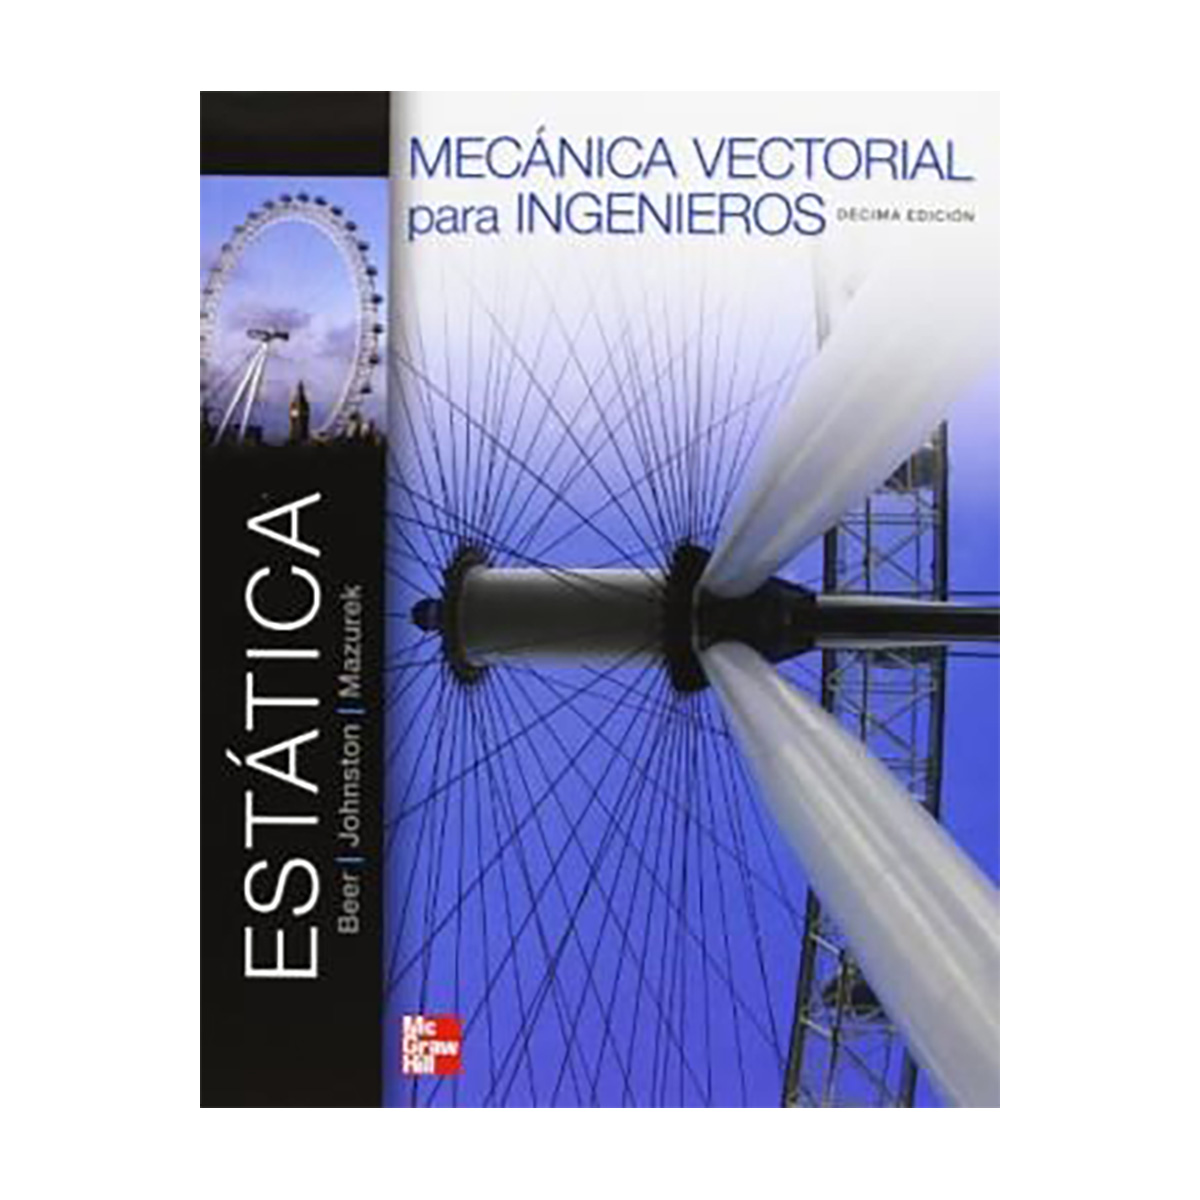 MECÁNICA VECTORIAL
para INGENIEROS DECIMA EDICIÓN
ESTÁTICA
Beer | Johnston | Mazurek
Mc
Graw
Hill